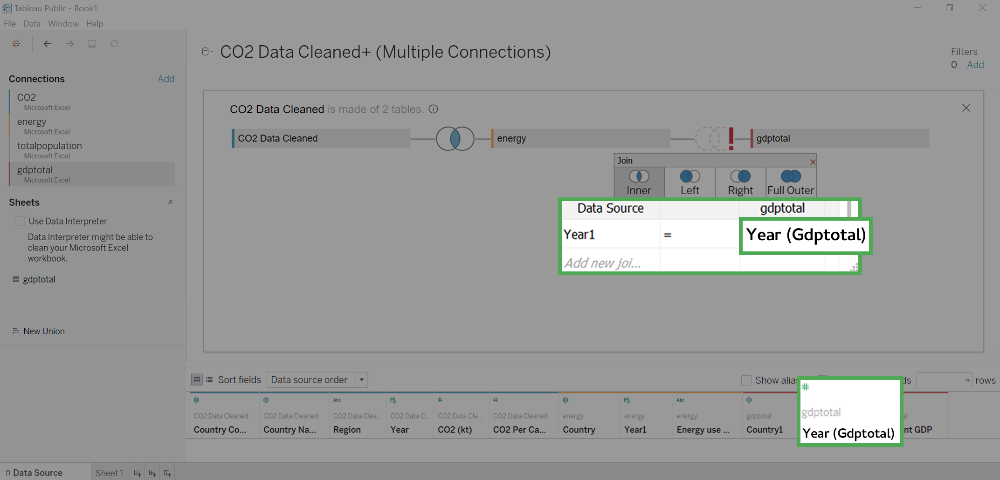 Tableau Public - Book1
File Data Window Help
CO2 Data Cleaned+ (Multiple Connections)
Filters
0 Add
Connections Add
CO2
Microsoft Excel
energy
Microsoft Excel
totalpopulation
Microsoft Excel
gdptotal
Microsoft Excel
CO2 Data Cleaned is made of 2 tables.
CO2 Data Cleaned energy gdptotal
Join
Inner Left Right Full Outer
Data Source gdptotal
Year1 = Year (Gdptotal)
Add new joi...
Sheets
Use Data Interpreter
Data Interpreter might be able to
clean your Microsoft Excel
workbook.
gdptotal
New Union
Sort fields Data source order Show alia ds rows
Abc Abc
CO2 Data Cleaned CO2 Data Cleaned CO2 Data Clea... CO2 Data C... CO2 Data Cle... CO2 Data Cleaned energy energy energy gdptotal gdptotal al
Country Co... Country Na... Region Year CO2 (kt) CO2 Per Ca... Country Year1 Energy use ... Country1 Year (Gdptotal) nt GDP
Data Source Sheet 1